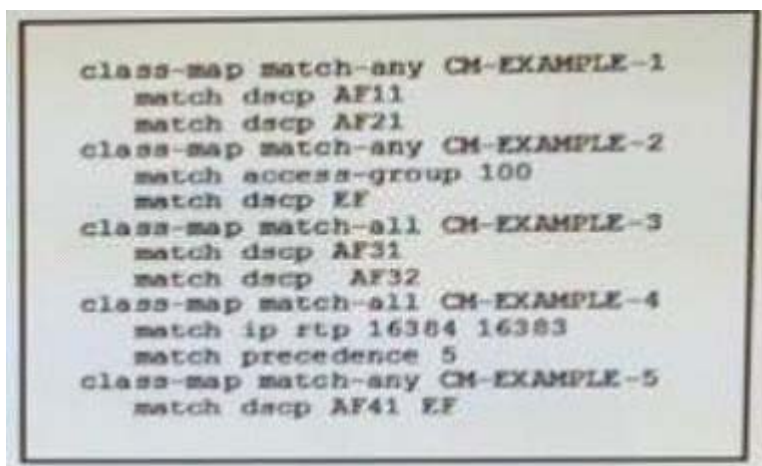 class-map match-any CM-EXAMPLE-1
match dscp AF11
match dscp AF21
class-map match-any CM-EXAMPLE-2
match access-group 100
match dscp EF
class-map match-all CM-EXAMPLE-3
match dscp AF31
match dscp AF32
class-map match-all CM-EXAMPLE-4
match ip rtp 16384 16383
match precedence 5
class-map match-any CM-EXAMPLE-5
match dscp AF41 EF